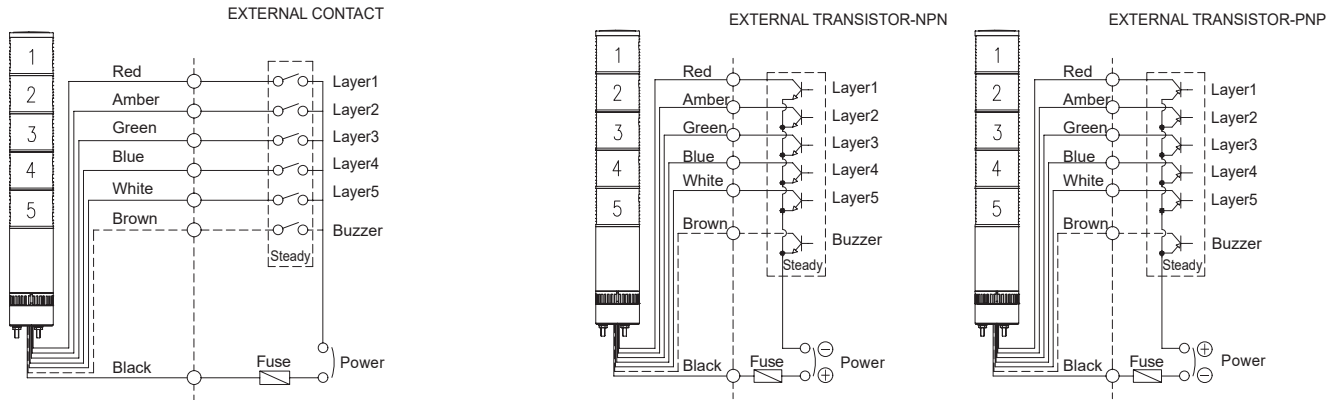 EXTERNAL CONTACT
1
2
3
4
5
Red
Amber
Green
Blue
White
Brown
Black
Layer1
Layer2
Layer3
Layer4
Layer5
Buzzer
Steady
Fuse
Power
EXTERNAL TRANSISTOR-NPN
1
2
3
4
5
Red
Amber
Green
Blue
White
Brown
Black
Layer1
Layer2
Layer3
Layer4
Layer5
Buzzer
Steady
Fuse
−
+
Power
EXTERNAL TRANSISTOR-PNP
1
2
3
4
5
Red
Amber
Green
Blue
White
Brown
Black
Layer1
Layer2
Layer3
Layer4
Layer5
Buzzer
Steady
Fuse
+
−
Power